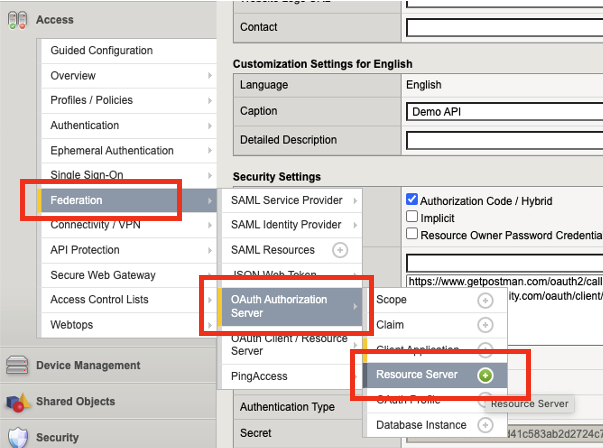 Access
Guided Configuration
Overview
Profiles / Policies
Authentication
Ephemeral Authentication
Single Sign-On
Federation
Connectivity / VPN
API Protection
Secure Web Gateway
Access Control Lists
Webtops
Device Management
Shared Objects
Security
SAML Service Provider
SAML Identity Provider
SAML Resources
JSON Web Token
OAuth Authorization
Server
OAuth Client / Resource
Server
PingAccess
Scope
Claim
Client Application
Resource Server
OAuth Profile
Database Instance
Resource Server
Contact
Customization Settings for English
Language English
Caption Demo API
Detailed Description
Security Settings
Authorization Code / Hybrid
Implicit
Resource Owner Password Credentia
https://www.getpostman.com/oauth2/call
ity.com/oauth/client/
Authentication Type
Secret d41c583ab2d2724c7